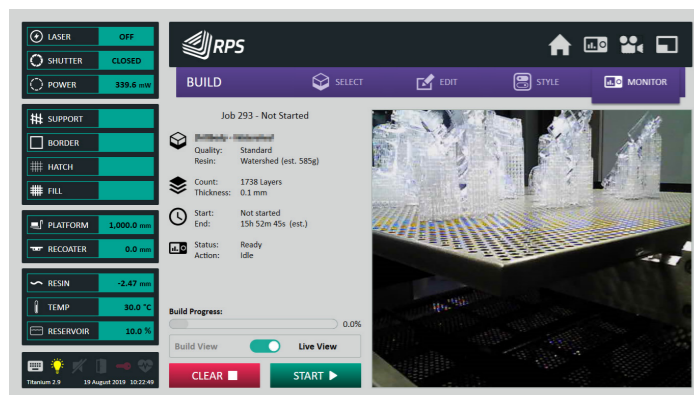 LASER OFF
SHUTTER CLOSED
POWER 339.6 mW
SUPPORT
BORDER
HATCH
FILL
PLATFORM 1,000.0 mm
RECOATER 0.0 mm
RESIN -2.47 mm
TEMP 30.0 °C
RESERVOIR 10.0 %
Titanium 2.9 19 August 2019 10:22:49
RPS
BUILD SELECT EDIT STYLE MONITOR
Job 293 - Not Started
Quality: Standard
Resin: Watershed (est. 585g)
Count: 1738 Layers
Thickness: 0.1 mm
Start: Not started
End: 15h 52m 45s (est.)
Status: Ready
Action: Idle
Build Progress:
0.0%
Build View Live View
CLEAR START